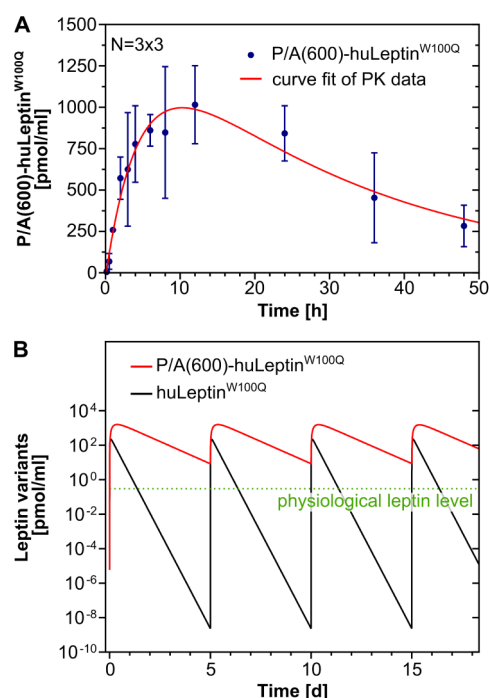 A
N=3x3
P/A(600)-huLeptin^W100Q
curve fit of PK data
P/A(600)-huLeptin^W100Q
[pmol/ml]
1500
1250
1000
750
500
250
0
0 10 20 30 40 50
Time [h]
B
P/A(600)-huLeptin^W100Q
huLeptin^W100Q
Leptin variants
[pmol/ml]
10^4
10^2
10^0
10^-2
10^-4
10^-6
10^-8
10^-10
physiological leptin level
0 5 10 15
Time [d]